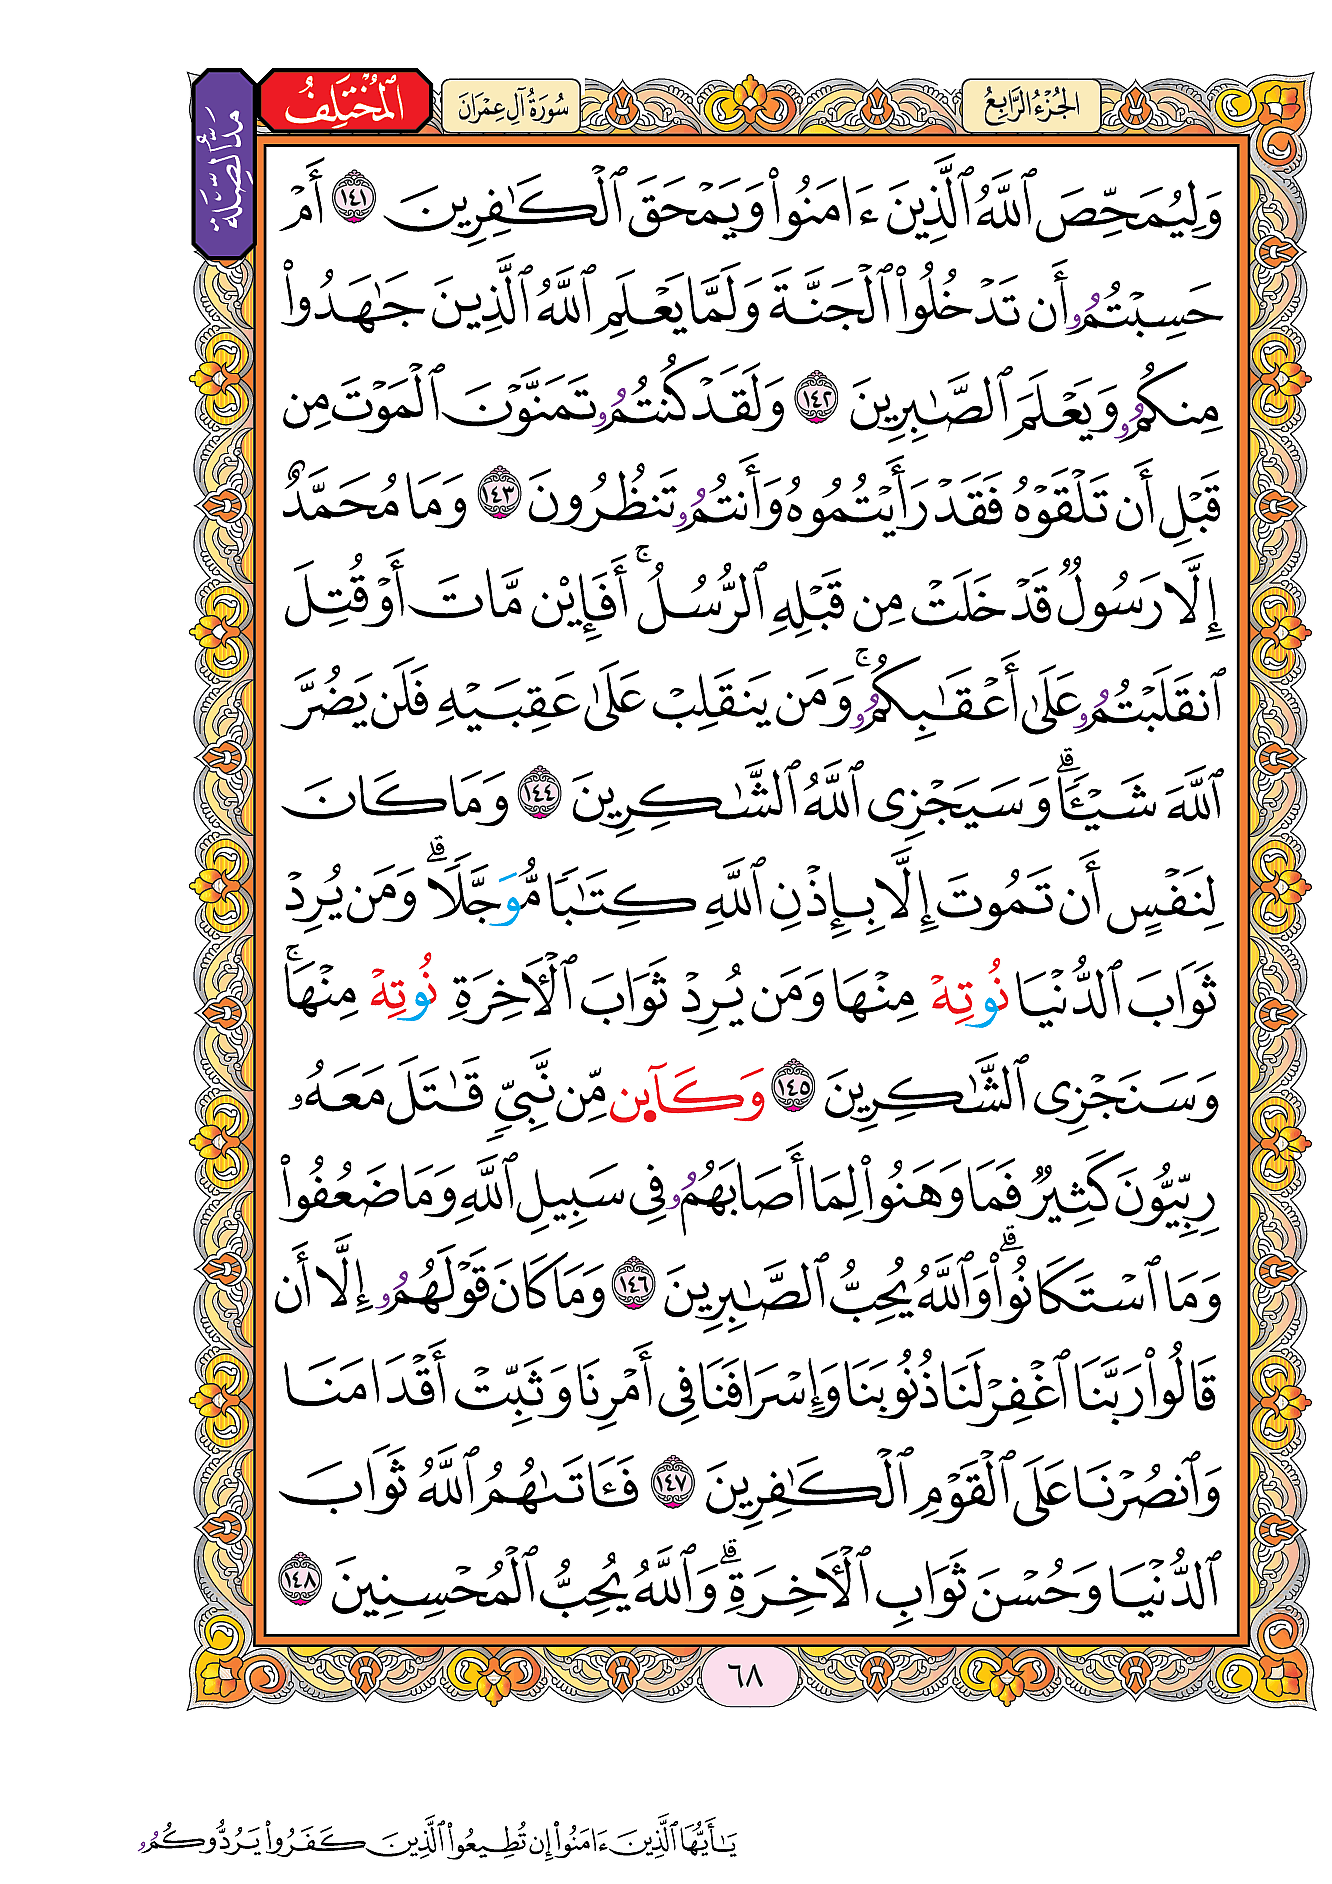 مَدُّ الصِّلَة
المُخْتَلِفُ
سُورَةُ آلِ عِمْرَانَ
الجُزْءُ الرَّابِعُ
وَلِيُمَحِّصَ ٱللَّهُ ٱلَّذِينَ ءَامَنُواْ وَيَمْحَقَ ٱلْكَٰفِرِينَ ١٤١ أَمْ
حَسِبْتُمُۥ أَن تَدْخُلُواْ ٱلْجَنَّةَ وَلَمَّا يَعْلَمِ ٱللَّهُ ٱلَّذِينَ جَٰهَدُواْ
مِنكُمُۥ وَيَعْلَمَ ٱلصَّٰبِرِينَ ١٤٢ وَلَقَدْ كُنتُمُۥ تَمَنَّوْنَ ٱلْمَوْتَ مِن
قَبْلِ أَن تَلْقَوْهُ فَقَدْ رَأَيْتُمُوهُ وَأَنتُمُۥ تَنظُرُونَ ١٤٣ وَمَا مُحَمَّدٌ
إِلَّا رَسُولٌ قَدْ خَلَتْ مِن قَبْلِهِ ٱلرُّسُلُ ۚ أَفَإِيْن مَّاتَ أَوْ قُتِلَ
ٱنقَلَبْتُمُۥ عَلَىٰ أَعْقَٰبِكُمُۥ ۚ وَمَن يَنقَلِبْ عَلَىٰ عَقِبَيْهِ فَلَن يَضُرَّ
ٱللَّهَ شَيْـًٔا ۗ وَسَيَجْزِى ٱللَّهُ ٱلشَّٰكِرِينَ ١٤٤ وَمَا كَانَ
لِنَفْسٍ أَن تَمُوتَ إِلَّا بِإِذْنِ ٱللَّهِ كِتَٰبًا مُّوَجَّلًا ۗ وَمَن يُرِدْ
ثَوَابَ ٱلدُّنْيَا نُوتِهْ مِنْهَا وَمَن يُرِدْ ثَوَابَ ٱلْأَخِرَةِ نُوتِهْ مِنْهَا ۚ
وَسَنَجْزِى ٱلشَّٰكِرِينَ ١٤٥ وَكَآىِٕن مِّن نَّبِىٍّ قَٰتَلَ مَعَهُۥ
رِبِّيُّونَ كَثِيرٌ فَمَا وَهَنُواْ لِمَا أَصَابَهُمُۥ فِى سَبِيلِ ٱللَّهِ وَمَا ضَعُفُواْ
وَمَا ٱسْتَكَانُواْ ۗ وَٱللَّهُ يُحِبُّ ٱلصَّٰبِرِينَ ١٤٦ وَمَا كَانَ قَوْلَهُمُۥ إِلَّا أَن
قَالُواْ رَبَّنَا ٱغْفِرْ لَنَا ذُنُوبَنَا وَإِسْرَافَنَا فِى أَمْرِنَا وَثَبِّتْ أَقْدَامَنَا
وَٱنصُرْنَا عَلَى ٱلْقَوْمِ ٱلْكَٰفِرِينَ ١٤٧ فَـَٔاتَىٰهُمُ ٱللَّهُ ثَوَابَ
ٱلدُّنْيَا وَحُسْنَ ثَوَابِ ٱلْأَخِرَةِ ۗ وَٱللَّهُ يُحِبُّ ٱلْمُحْسِنِينَ ١٤٨
٦٨
يَٰأَيُّهَا ٱلَّذِينَ ءَامَنُواْ إِن تُطِيعُواْ ٱلَّذِينَ كَفَرُواْ يَرُدُّوكُمُۥ